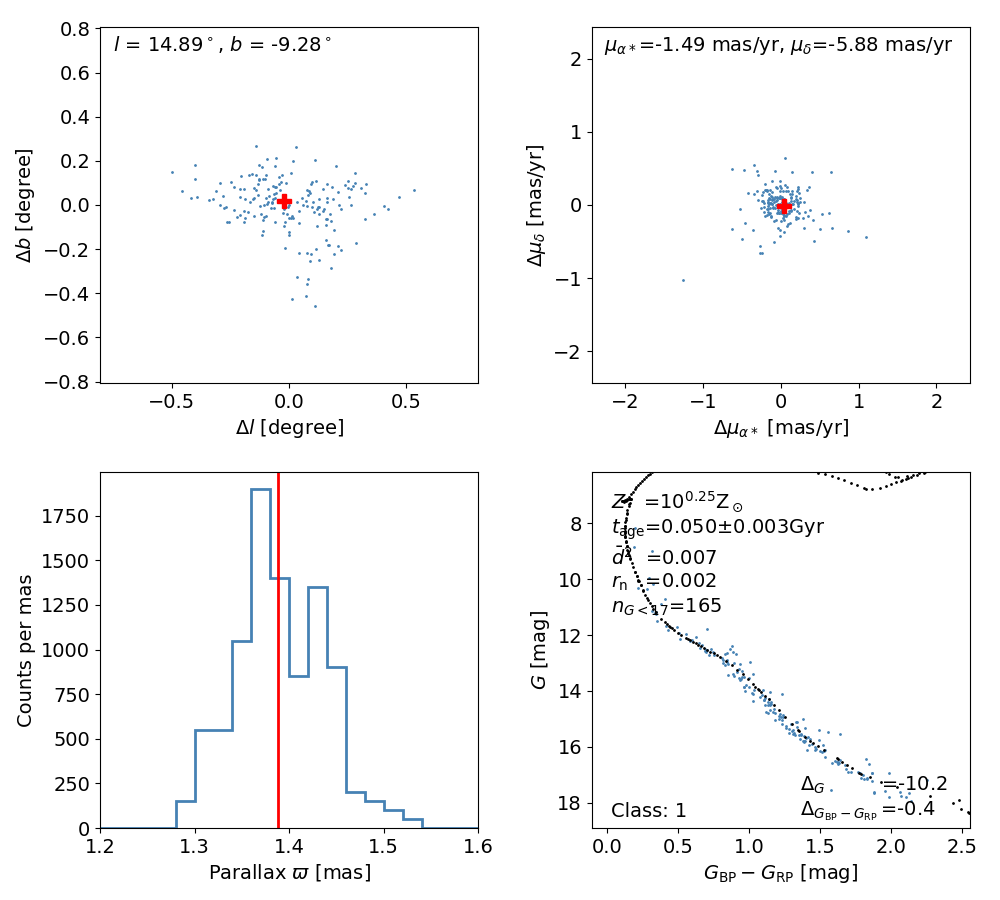 l = 14.89°, b = -9.28°
0.8
0.6
0.4
0.2
0.0
−0.2
−0.4
−0.6
−0.8
Δb [degree]
−0.5 0.0 0.5
Δl [degree]
μα*=-1.49 mas/yr, μδ=-5.88 mas/yr
2
1
0
−1
−2
Δμδ [mas/yr]
−2 −1 0 1 2
Δμα* [mas/yr]
1750
1500
1250
1000
750
500
250
0
Counts per mas
1.2 1.3 1.4 1.5 1.6
Parallax ϖ [mas]
Z =10^0.25 Z⊙
t_age=0.050±0.003Gyr
d̄² =0.007
r_n =0.002
n_G<17=165
8
10
12
14
16
18
G [mag]
Δ_G =-10.2
Class: 1 Δ_GBP−GRP =-0.4
0.0 0.5 1.0 1.5 2.0 2.5
G_BP − G_RP [mag]